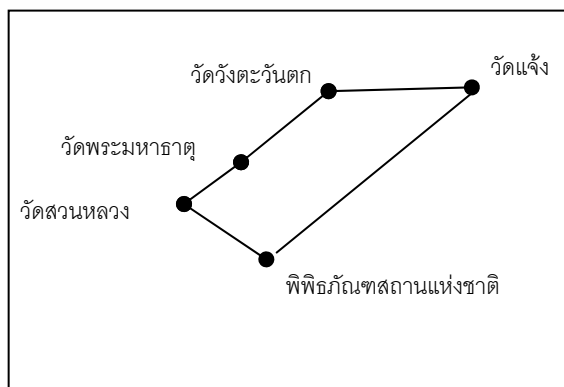 วัดแจ้ง
วัดวังตะวันตก
วัดพระมหาธาตุ
วัดสวนหลวง
พิพิธภัณฑสถานแห่งชาติ